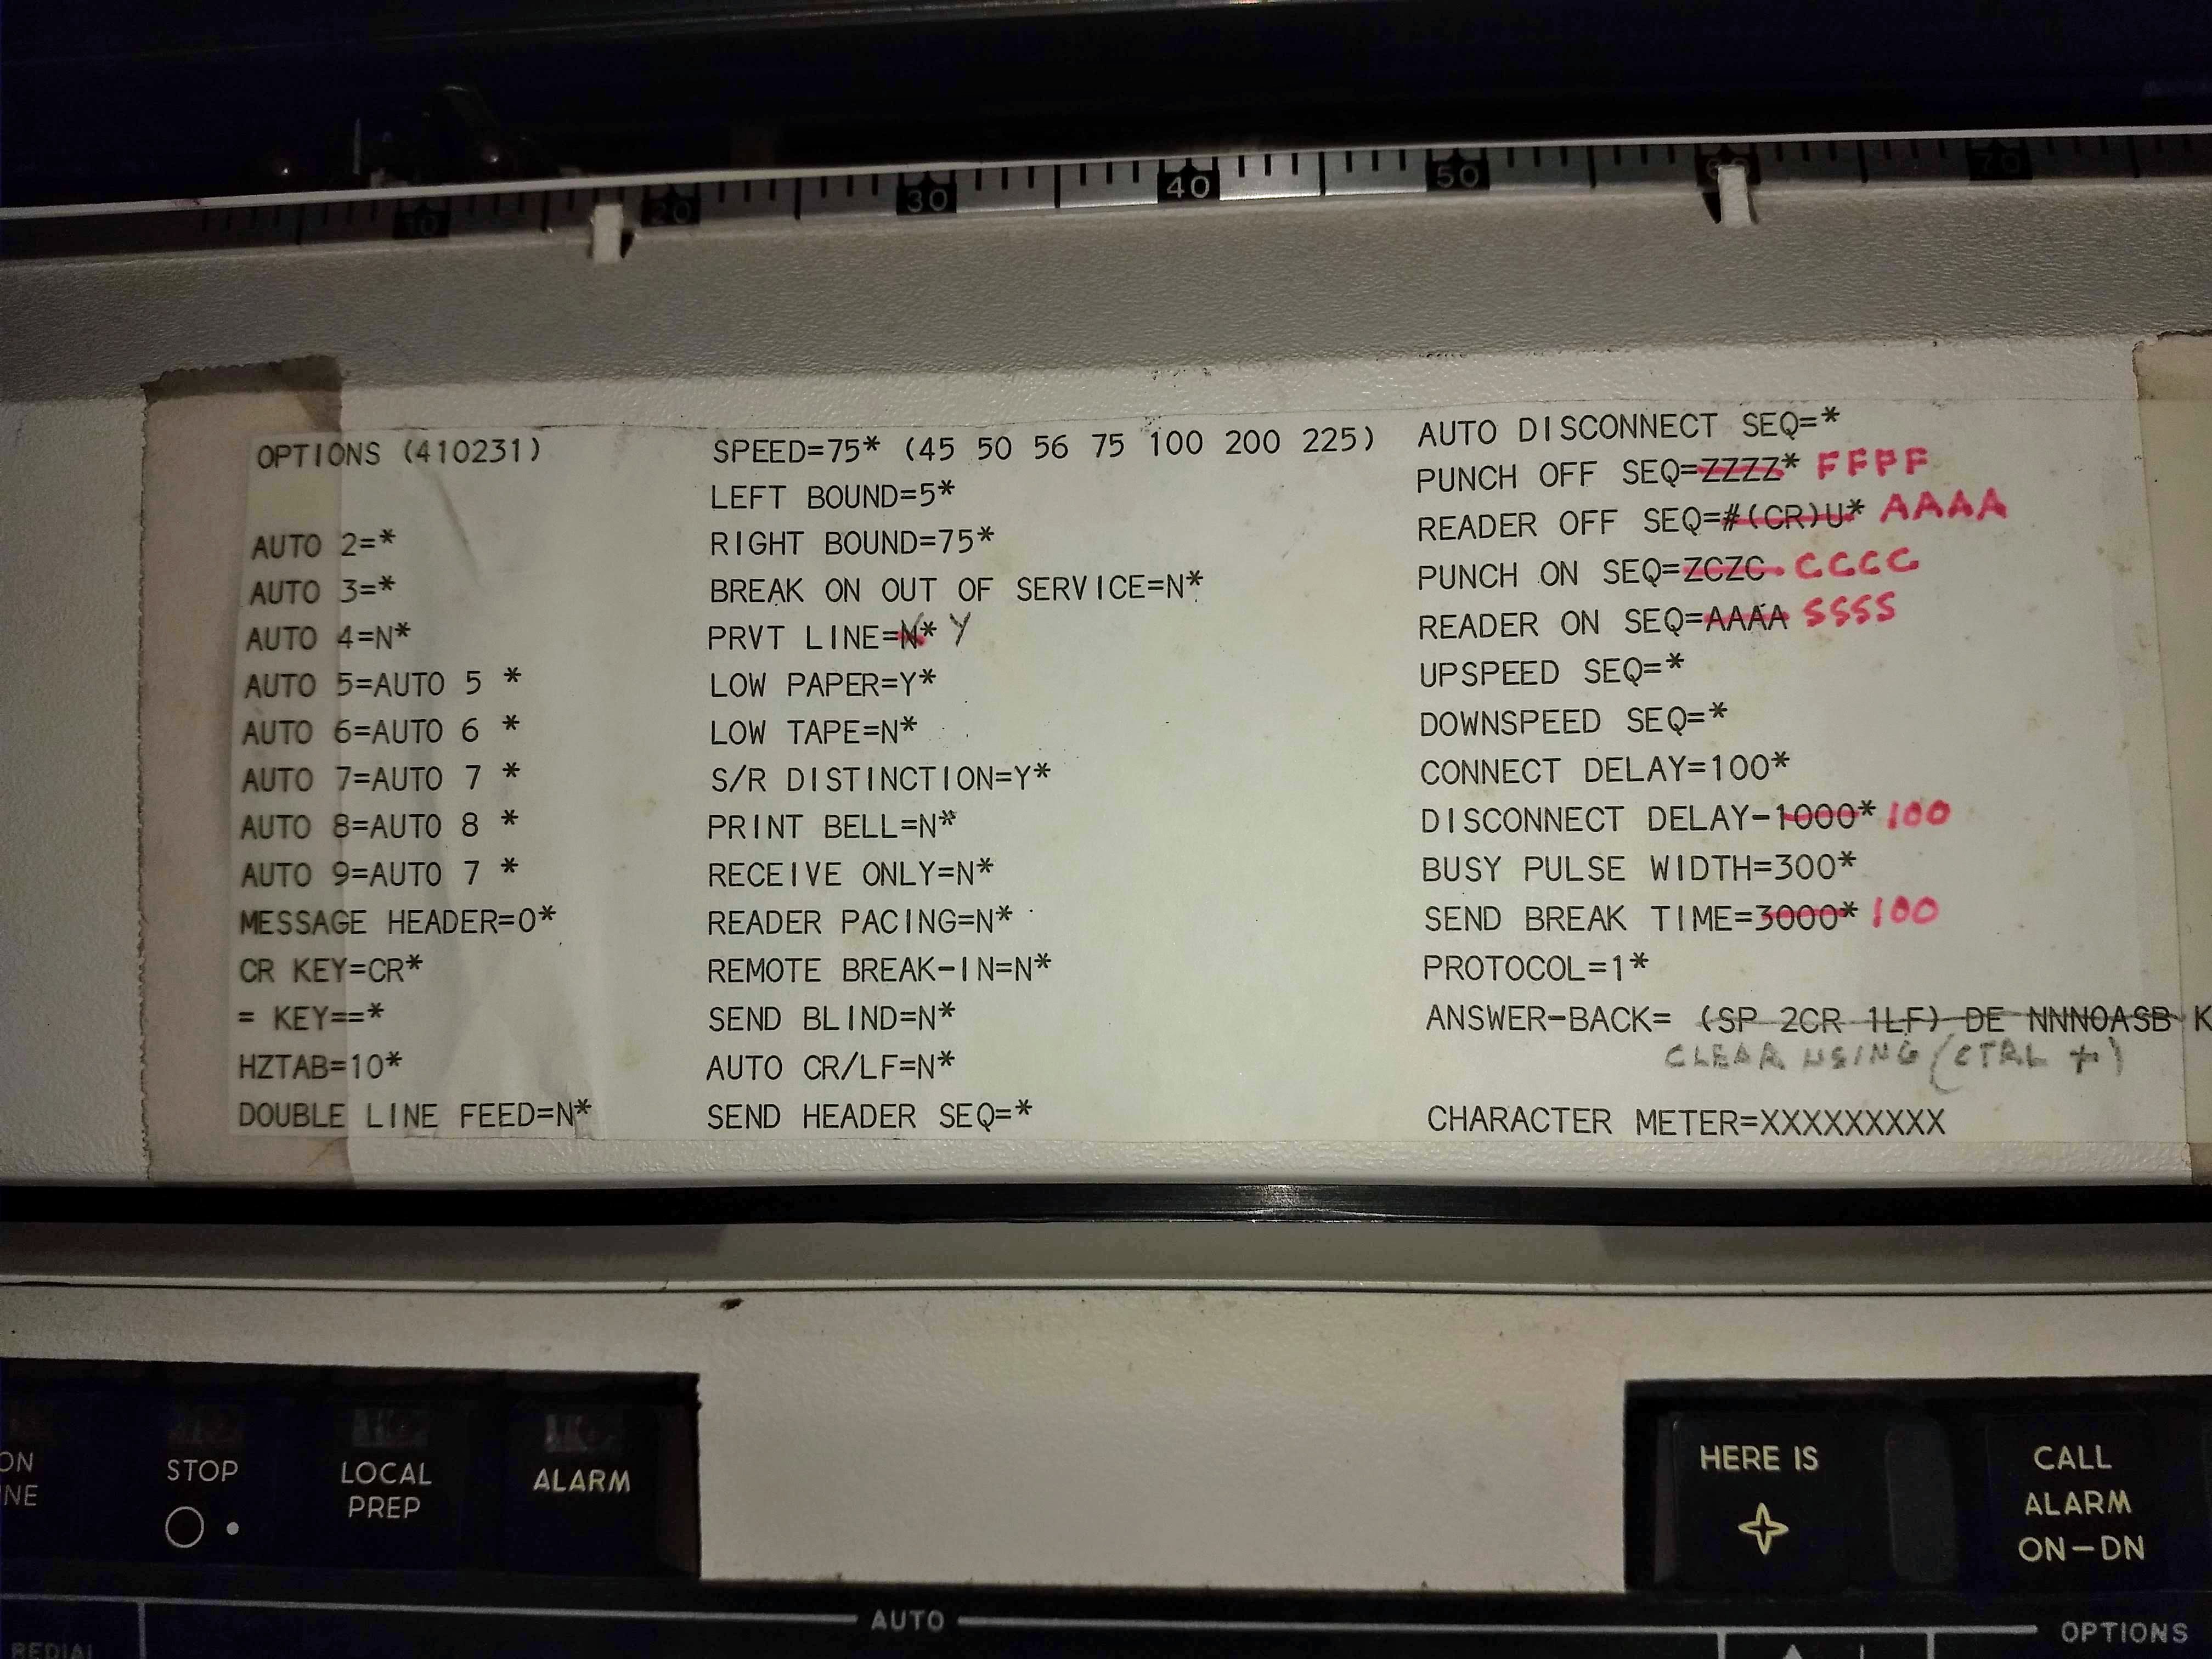 10 20 30 40 50 60 70
OPTIONS (410231)
AUTO 2=*
AUTO 3=*
AUTO 4=N*
AUTO 5=AUTO 5 *
AUTO 6=AUTO 6 *
AUTO 7=AUTO 7 *
AUTO 8=AUTO 8 *
AUTO 9=AUTO 7 *
MESSAGE HEADER=0*
CR KEY=CR*
= KEY==*
HZTAB=10*
DOUBLE LINE FEED=N*
SPEED=75* (45 50 56 75 100 200 225)
LEFT BOUND=5*
RIGHT BOUND=75*
BREAK ON OUT OF SERVICE=N*
PRVT LINE=N* Y
LOW PAPER=Y*
LOW TAPE=N*
S/R DISTINCTION=Y*
PRINT BELL=N*
RECEIVE ONLY=N*
READER PACING=N*
REMOTE BREAK-IN=N*
SEND BLIND=N*
AUTO CR/LF=N*
SEND HEADER SEQ=*
AUTO DISCONNECT SEQ=*
PUNCH OFF SEQ=ZZZZ* FFPF
READER OFF SEQ=#(CR)U* AAAA
PUNCH ON SEQ=ZCZC* CCCC
READER ON SEQ=AAAA SSSS
UPSPEED SEQ=*
DOWNSPEED SEQ=*
CONNECT DELAY=100*
DISCONNECT DELAY-1000* 100
BUSY PULSE WIDTH=300*
SEND BREAK TIME=3000* 100
PROTOCOL=1*
ANSWER-BACK= (SP 2CR 1LF) DE NNNOASB K
CLEAR USING (CTRL +)
CHARACTER METER=XXXXXXXXX
ON
INE
STOP
LOCAL
PREP
ALARM
HERE IS
CALL
ALARM
ON-DN
REDIAL
AUTO
OPTIONS